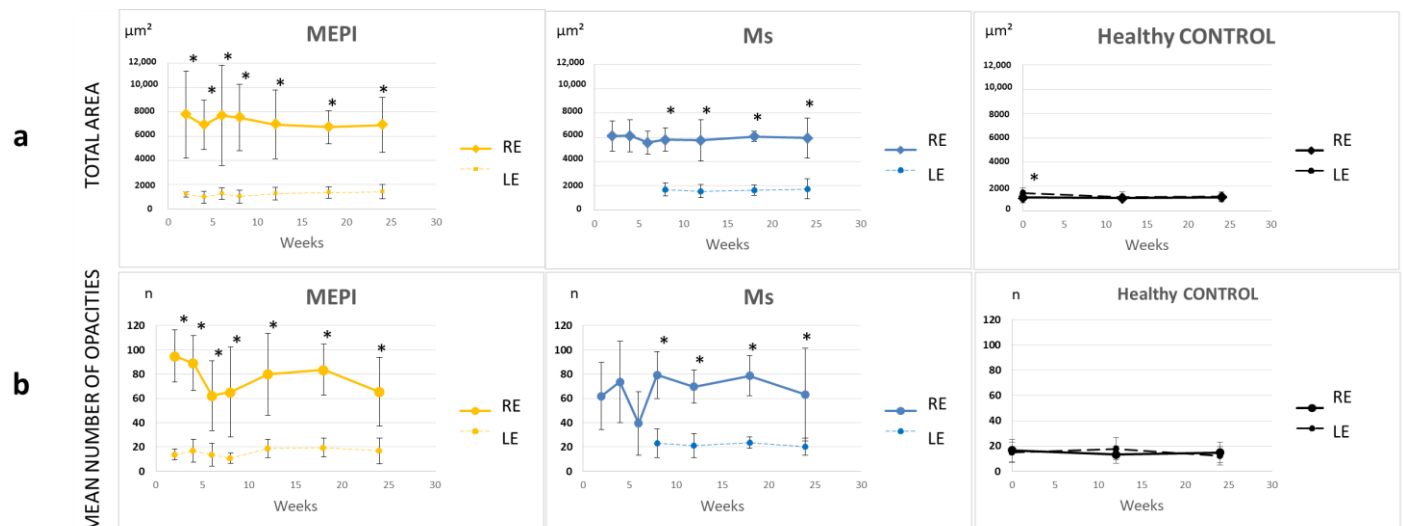 a
TOTAL AREA
MEPI
µm²
12,000
10,000
8000
6000
4000
2000
0
0 5 10 15 20 25 30
Weeks
* * * * * * *
RE
LE
Ms
µm²
12,000
10,000
8000
6000
4000
2000
0
0 5 10 15 20 25 30
Weeks
* * * *
RE
LE
Healthy CONTROL
µm²
12,000
10,000
8000
6000
4000
2000
0
0 5 10 15 20 25 30
Weeks
*
RE
LE
b
MEAN NUMBER OF OPACITIES
MEPI
n
120
100
80
60
40
20
0
0 5 10 15 20 25 30
Weeks
* * * * * * *
RE
LE
Ms
n
120
100
80
60
40
20
0
0 5 10 15 20 25 30
Weeks
* * * *
RE
LE
Healthy CONTROL
n
120
100
80
60
40
20
0
0 5 10 15 20 25 30
Weeks
RE
LE